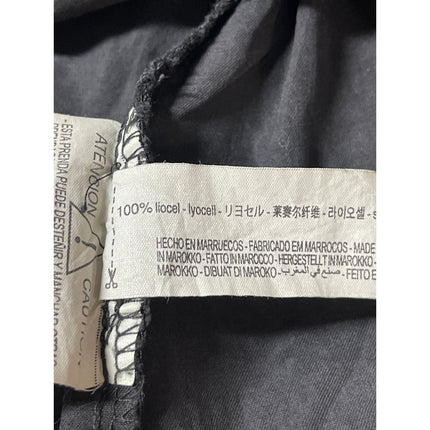 100% liocel - lyocell - リヨセル - 莱赛尔纤维 - 라이오셀 - s
HECHO EN MARRUECOS - FABRICADO EM MARROCOS - MADE
IN MAROKKO - FATTO IN MAROCCO - HERGESTELLT IN MAROKK
MAROKKO - DIBUAT DI MAROKO - صنع في المغرب. FEITO E
ATENCION
CAUTION
- ESTA PRENDA PUEDE
DESTEÑIR Y MANCHAR